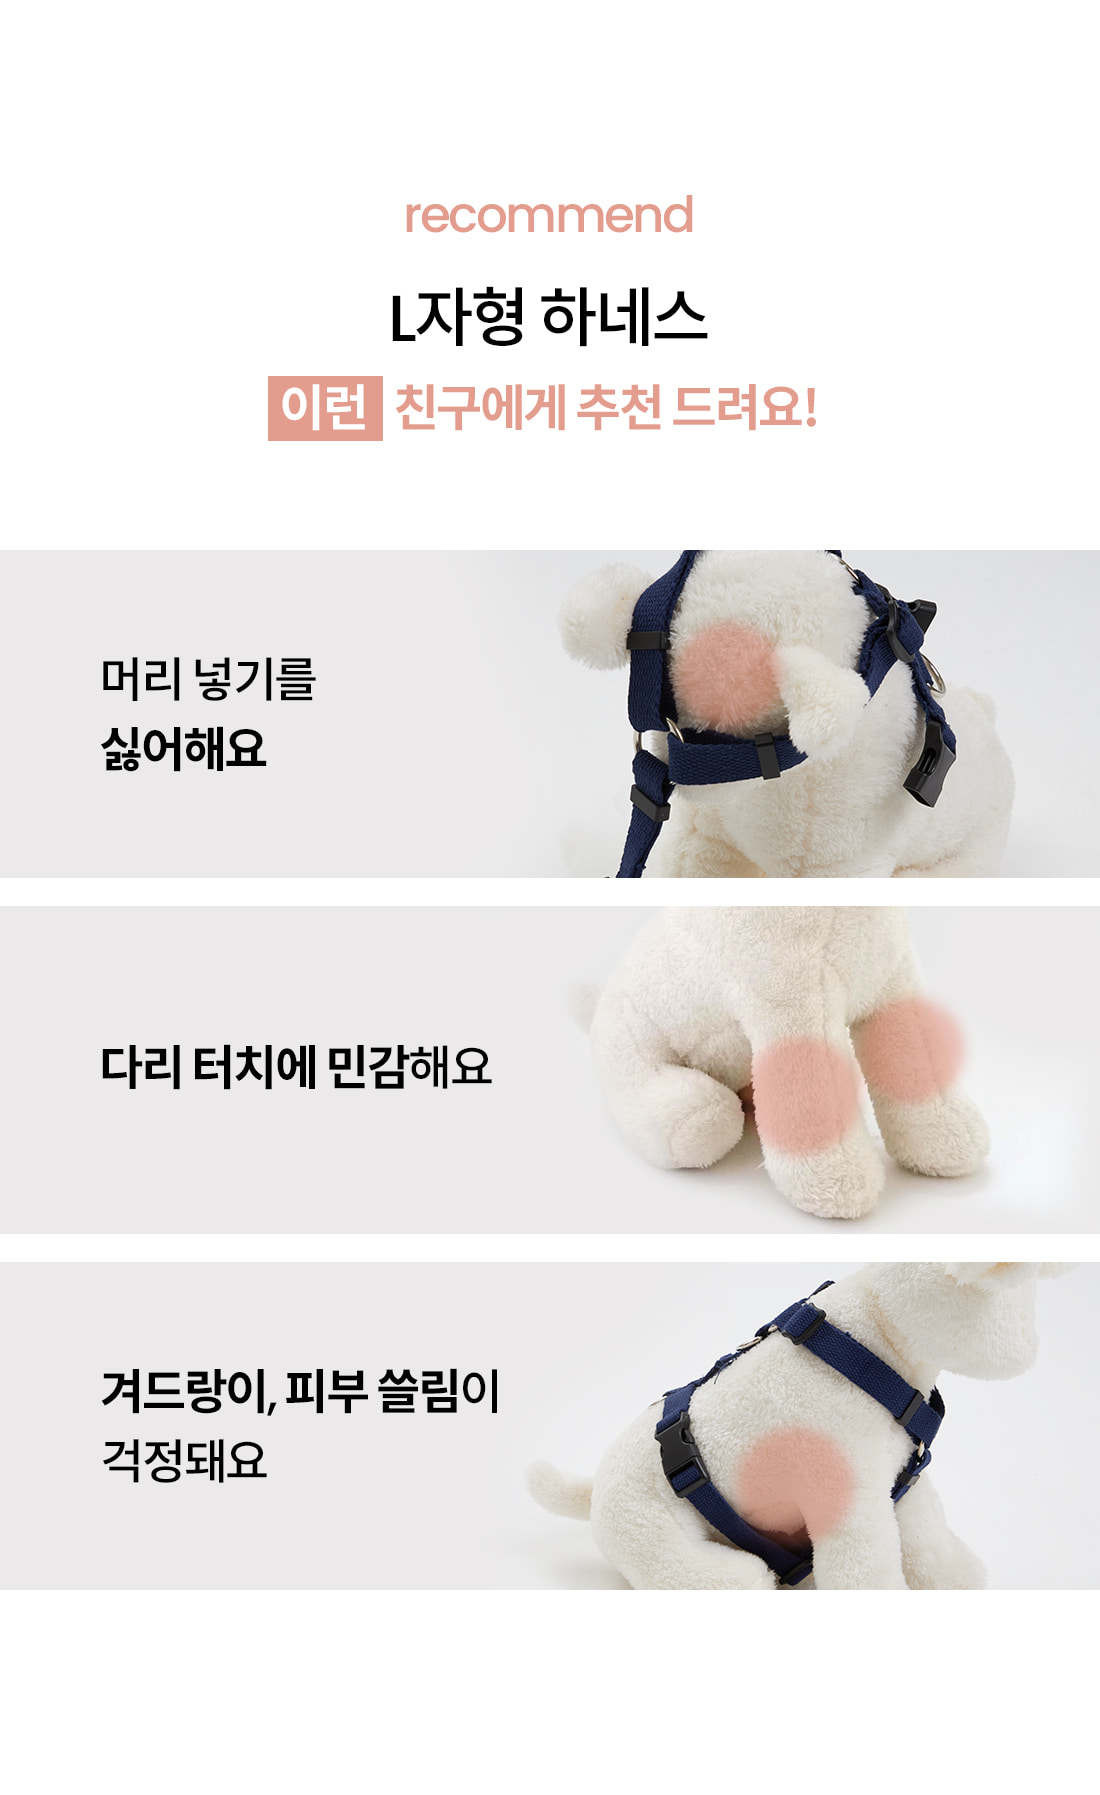 recommend
L자형 하네스
이런 친구에게 추천 드려요!
머리 넣기를
싫어해요
다리 터치에 민감해요
겨드랑이, 피부 쓸림이
걱정돼요